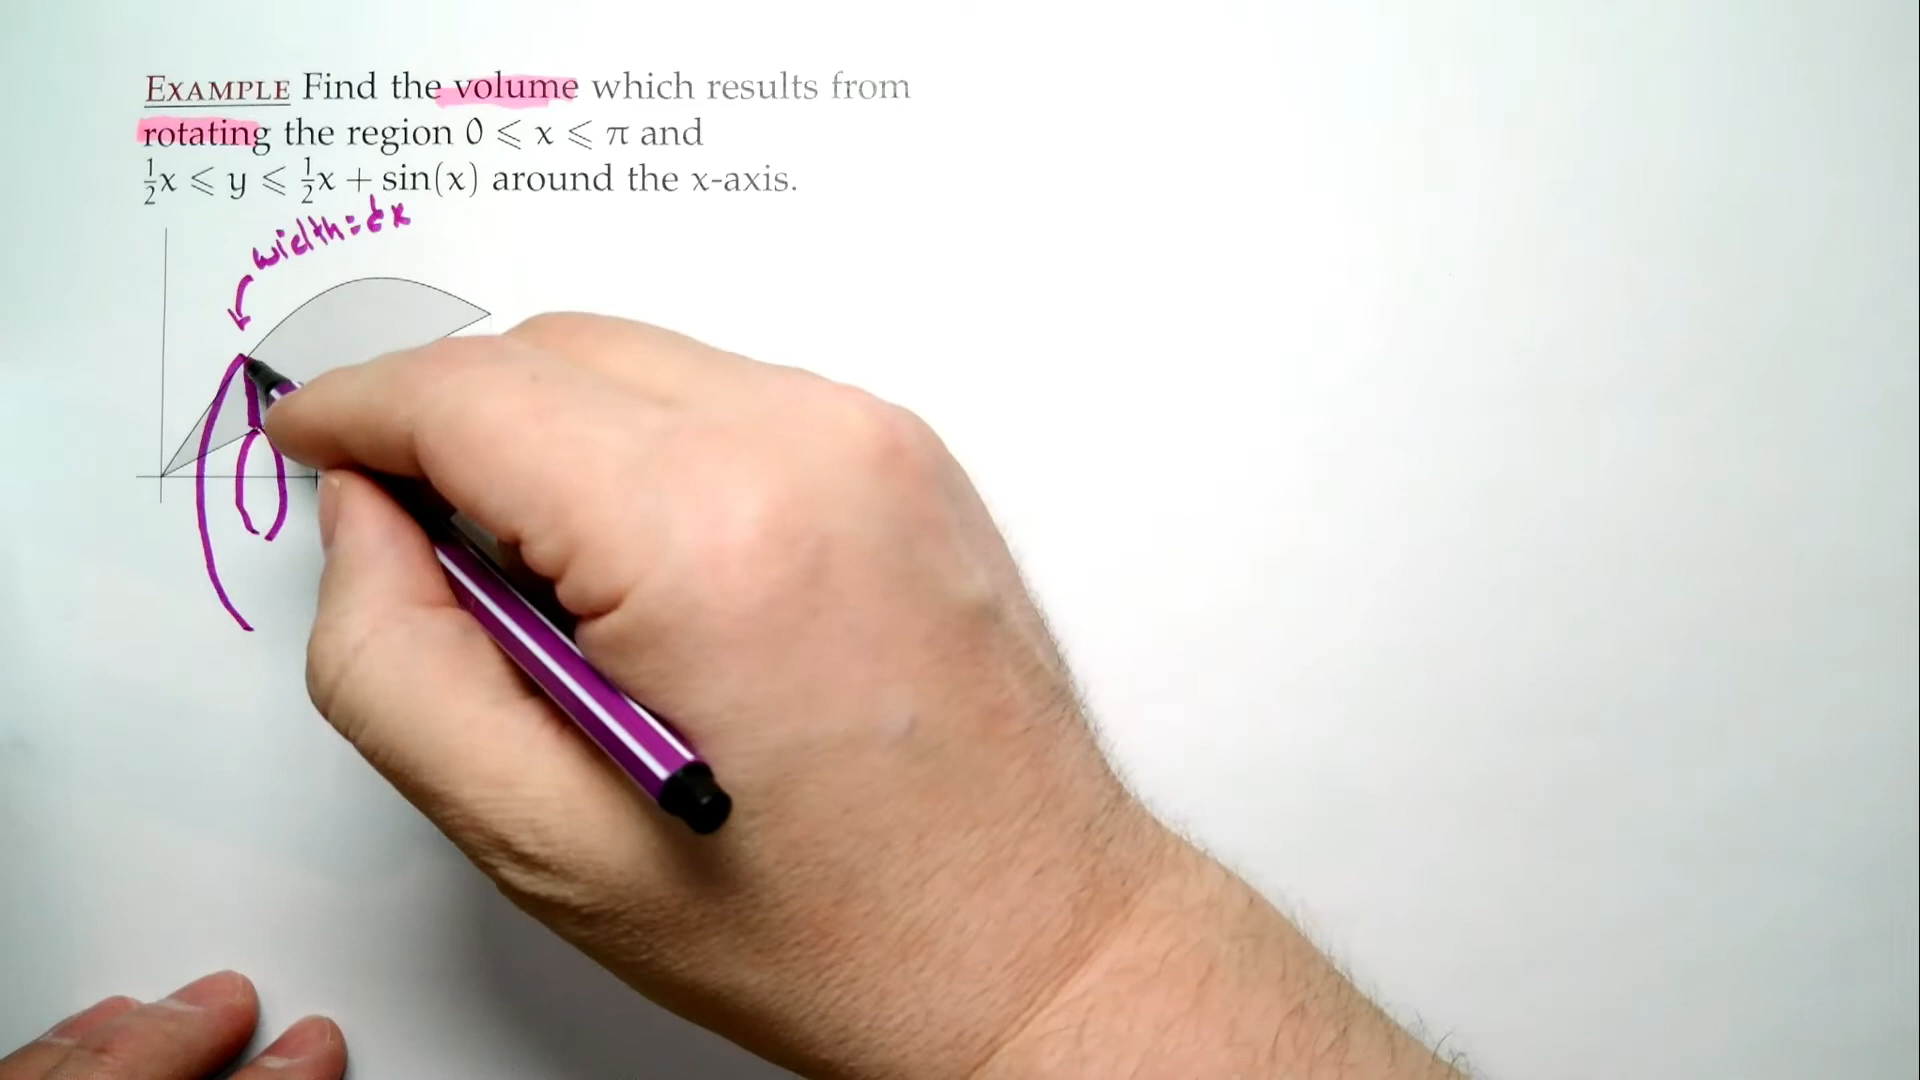 EXAMPLE Find the volume which results from
rotating the region 0 ⩽ x ⩽ π and
½x ⩽ y ⩽ ½x + sin(x) around the x-axis.
width=dx